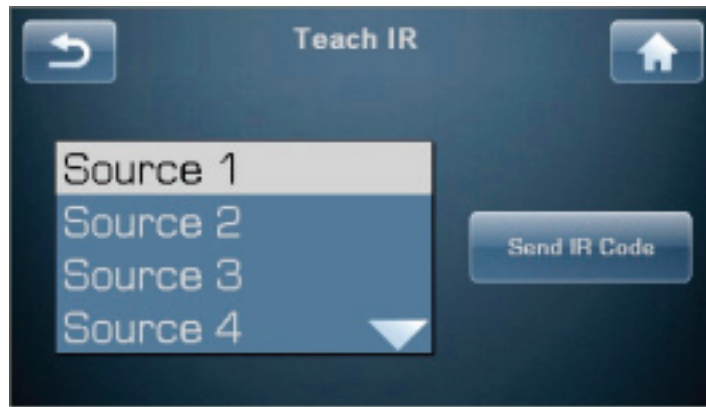 Teach IR
Source 1
Source 2
Source 3
Source 4
Send IR Code